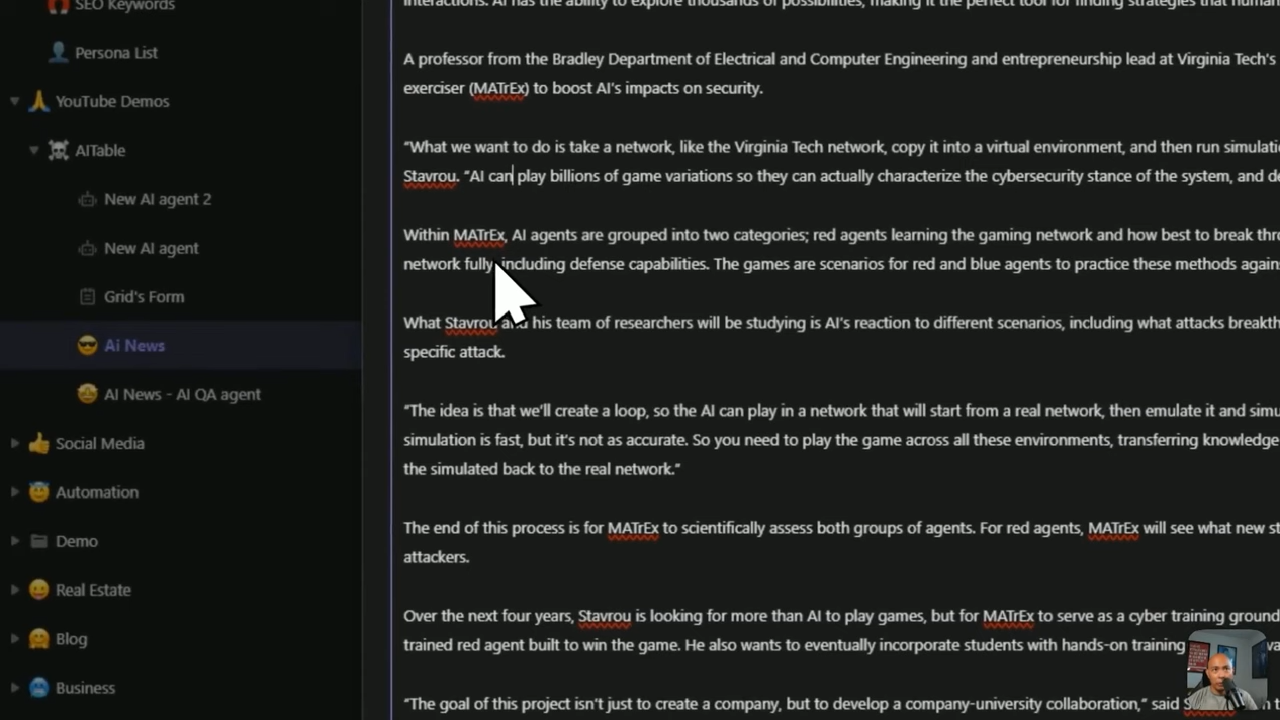 SEO Keywords
Persona List
YouTube Demos
AITable
New AI agent 2
New AI agent
Grid's Form
Ai News
AI News - AI QA agent
Social Media
Automation
Demo
Real Estate
Blog
Business
interactions. AI has the ability to explore thousands of possibilities, making it the perfect tool for finding strategies that
A professor from the Bradley Department of Electrical and Computer Engineering and entrepreneurship lead at Virginia Tech's
exerciser (MATrEx) to boost AI's impacts on security.
“What we want to do is take a network, like the Virginia Tech network, copy it into a virtual environment, and then run
Stavrou. “AI can play billions of game variations so they can actually characterize the cybersecurity stance of the system, and
Within MATrEx, AI agents are grouped into two categories; red agents learning the gaming network and how best to break
network fully, including defense capabilities. The games are scenarios for red and blue agents to practice these methods
What Stavrou and his team of researchers will be studying is AI's reaction to different scenarios, including what attacks
specific attack.
“The idea is that we'll create a loop, so the AI can play in a network that will start from a real network, then emulate it and
simulation is fast, but it's not as accurate. So you need to play the game across all these environments, transferring knowledge
the simulated back to the real network.”
The end of this process is for MATrEx to scientifically assess both groups of agents. For red agents, MATrEx will see what new
attackers.
Over the next four years, Stavrou is looking for more than AI to play games, but for MATrEx to serve as a cyber training ground
trained red agent built to win the game. He also wants to eventually incorporate students with hands-on training
“The goal of this project isn't just to create a company, but to develop a company-university collaboration,” said